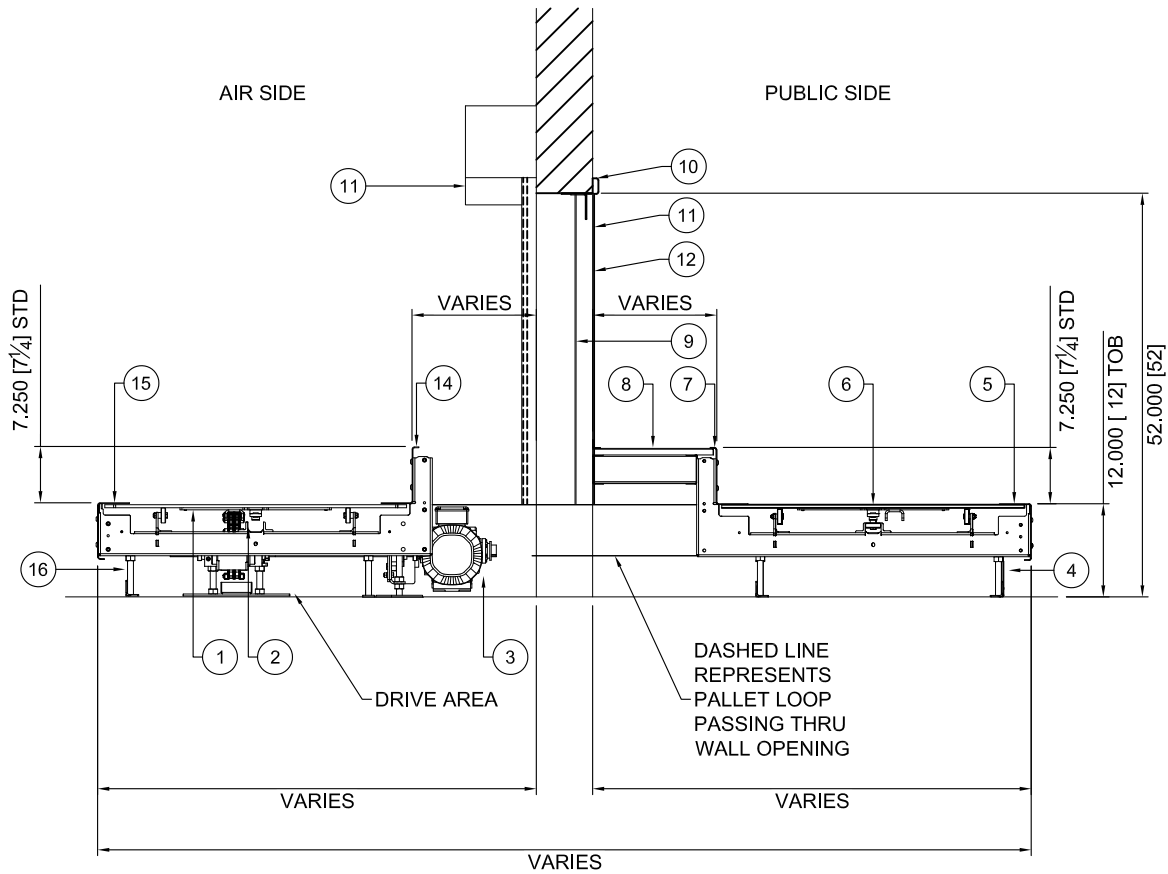 AIR SIDE
PUBLIC SIDE
10
11
11
12
VARIES
VARIES
7.250 [7¼] STD
7.250 [7¼] STD
12.000 [ 12] TOB
52.000 [52]
9
15
14
8
7
6
5
16
4
1
2
3
DRIVE AREA
DASHED LINE
REPRESENTS
PALLET LOOP
PASSING THRU
WALL OPENING
VARIES
VARIES
VARIES